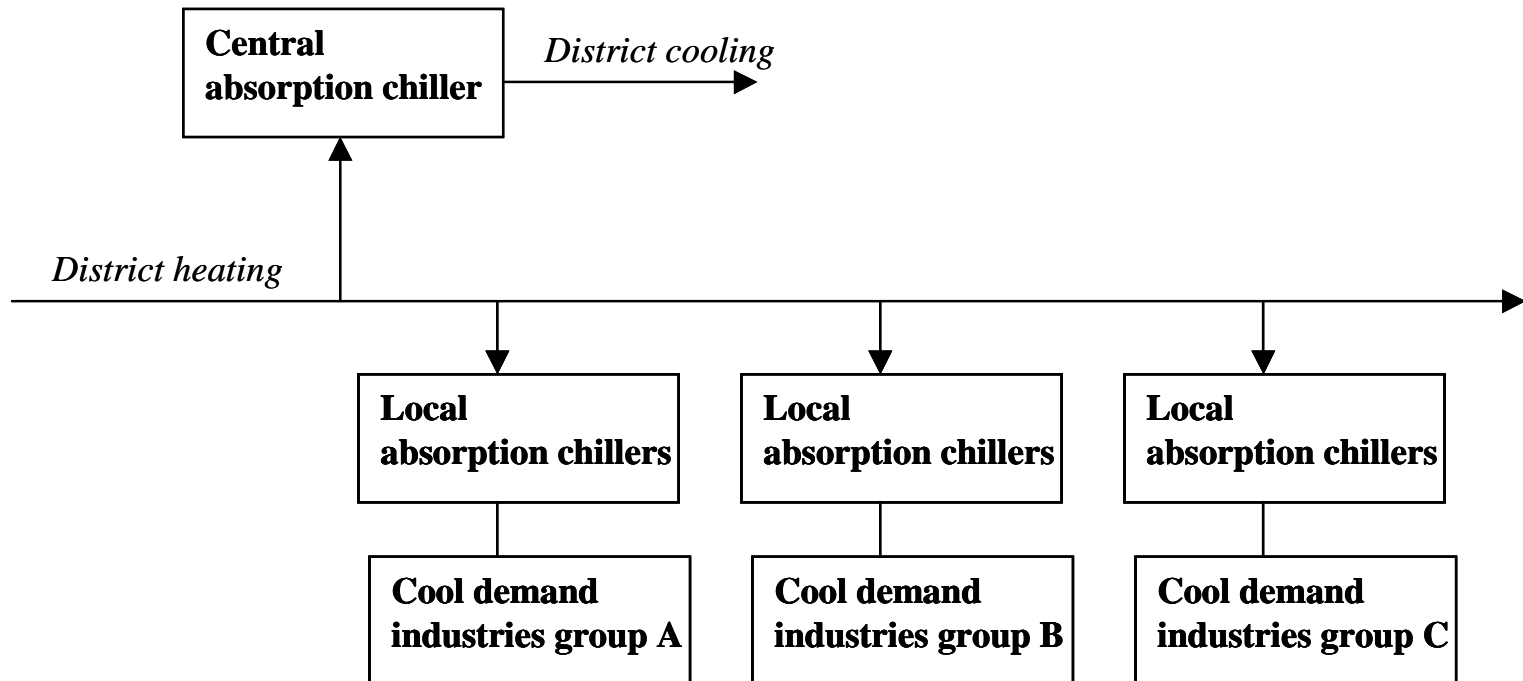 Central
absorption chiller
District cooling
District heating
Local
absorption chillers
Local
absorption chillers
Local
absorption chillers
Cool demand
industries group A
Cool demand
industries group B
Cool demand
industries group C